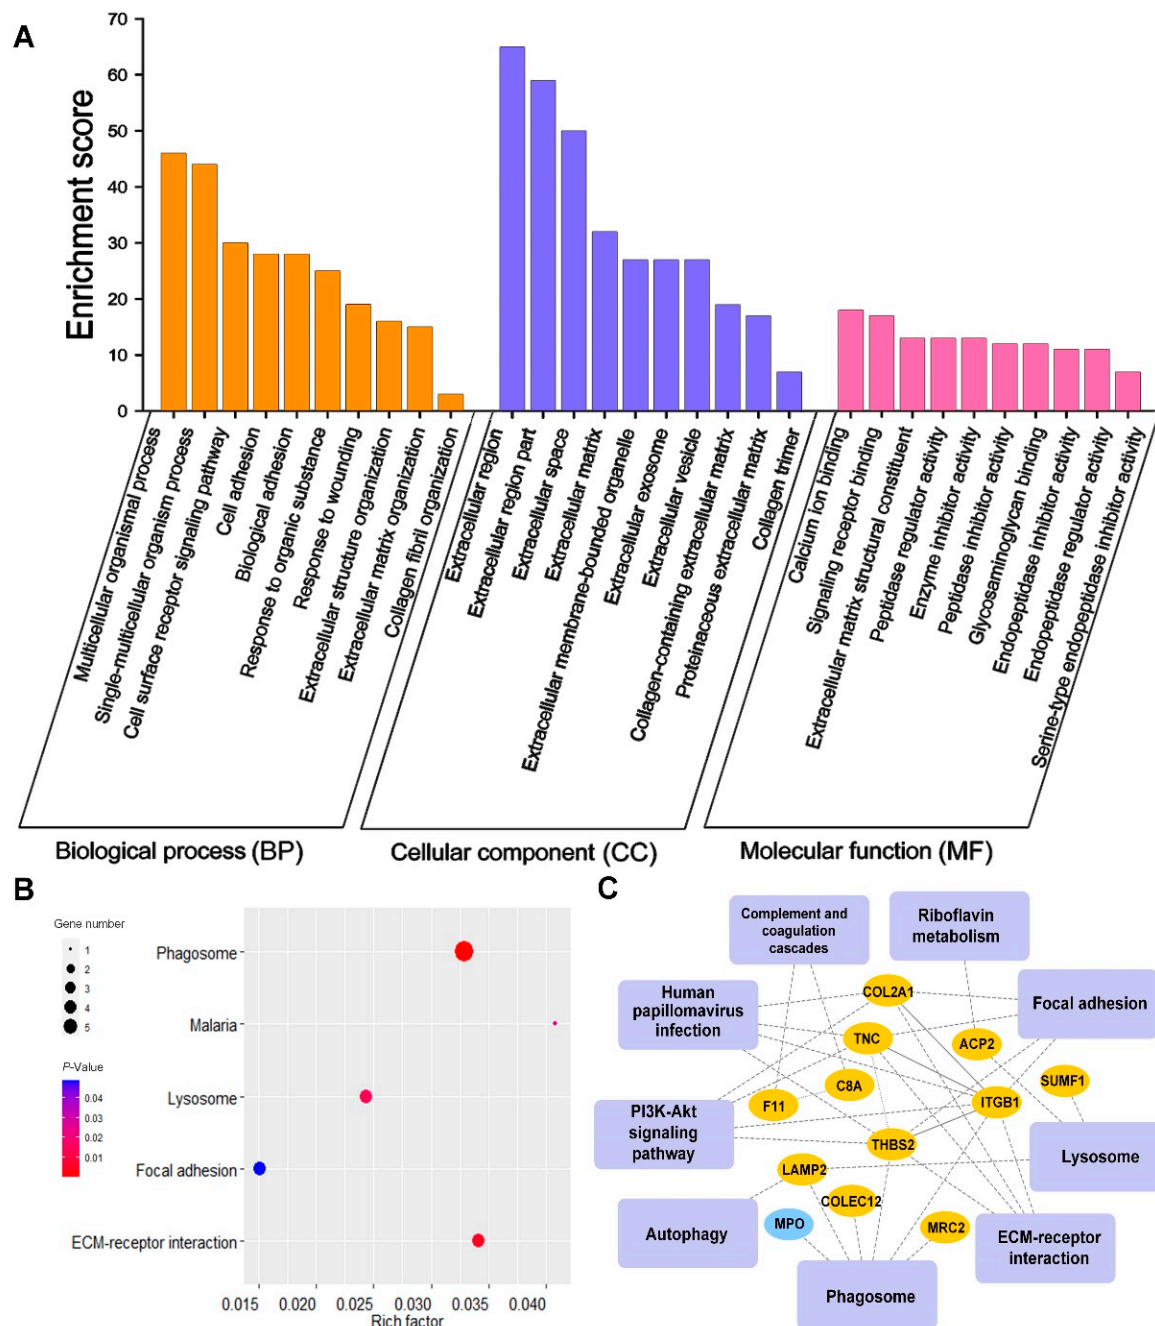 A
Enrichment score
70
60
50
40
30
20
10
0
Multicellular organismal process
Single-multicellular organism process
Cell surface receptor signaling pathway
Cell adhesion
Biological adhesion
Response to organic substance
Response to wounding
Extracellular structure organization
Extracellular matrix organization
Collagen fibril organization
Extracellular region
Extracellular region part
Extracellular space
Extracellular matrix
Extracellular membrane-bounded organelle
Extracellular exosome
Extracellular vesicle
Collagen-containing extracellular matrix
Proteinaceous extracellular matrix
Collagen trimer
Calcium ion binding
Signaling receptor binding
Extracellular matrix structural constituent
Peptidase regulator activity
Enzyme inhibitor activity
Peptidase inhibitor activity
Glycosaminoglycan binding
Endopeptidase inhibitor activity
Endopeptidase regulator activity
Serine-type endopeptidase inhibitor activity
Biological process (BP)
Cellular component (CC)
Molecular function (MF)
B
Gene number
1
2
3
4
5
P-Value
0.04
0.03
0.02
0.01
Phagosome
Malaria
Lysosome
Focal adhesion
ECM-receptor interaction
0.015
0.020
0.025
0.030
0.035
0.040
Rich factor
C
Complement and
coagulation
cascades
Riboflavin
metabolism
Human
papillomavirus
infection
COL2A1
Focal adhesion
TNC
ACP2
C8A
SUMF1
F11
ITGB1
PI3K-Akt
signaling
pathway
THBS2
Lysosome
LAMP2
COLEC12
Autophagy
MPO
MRC2
ECM-receptor
interaction
Phagosome